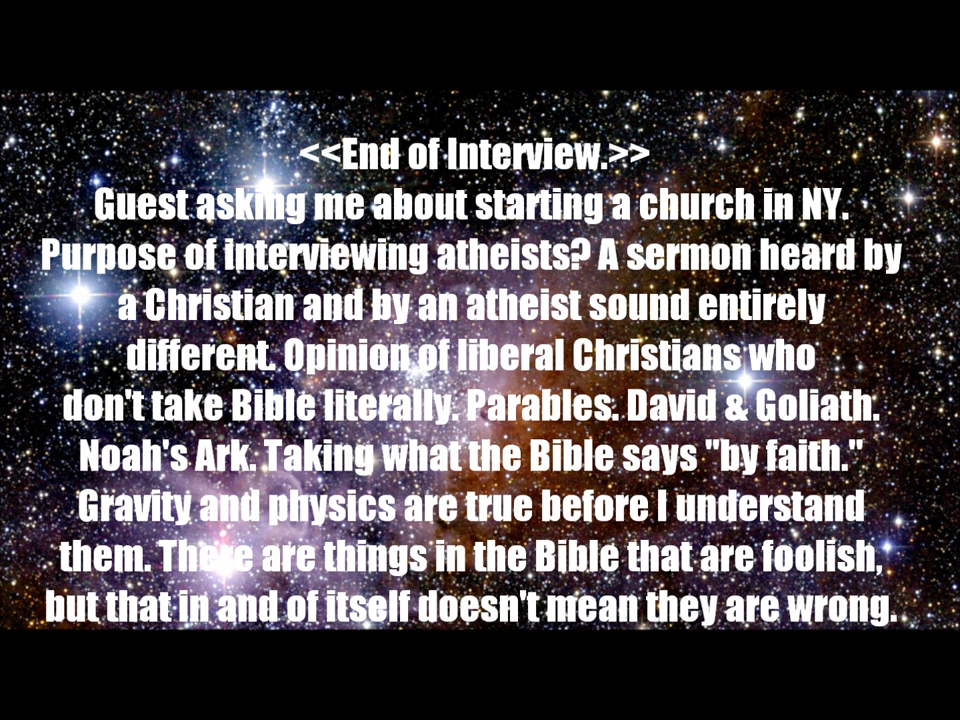 <<End of Interview.>>
Guest asking me about starting a church in NY.
Purpose of interviewing atheists? A sermon heard by
a Christian and by an atheist sound entirely
different. Opinion of liberal Christians who
don't take Bible literally. Parables. David & Goliath.
Noah's Ark. Taking what the Bible says "by faith."
Gravity and physics are true before I understand
them. There are things in the Bible that are foolish,
but that in and of itself doesn't mean they are wrong.